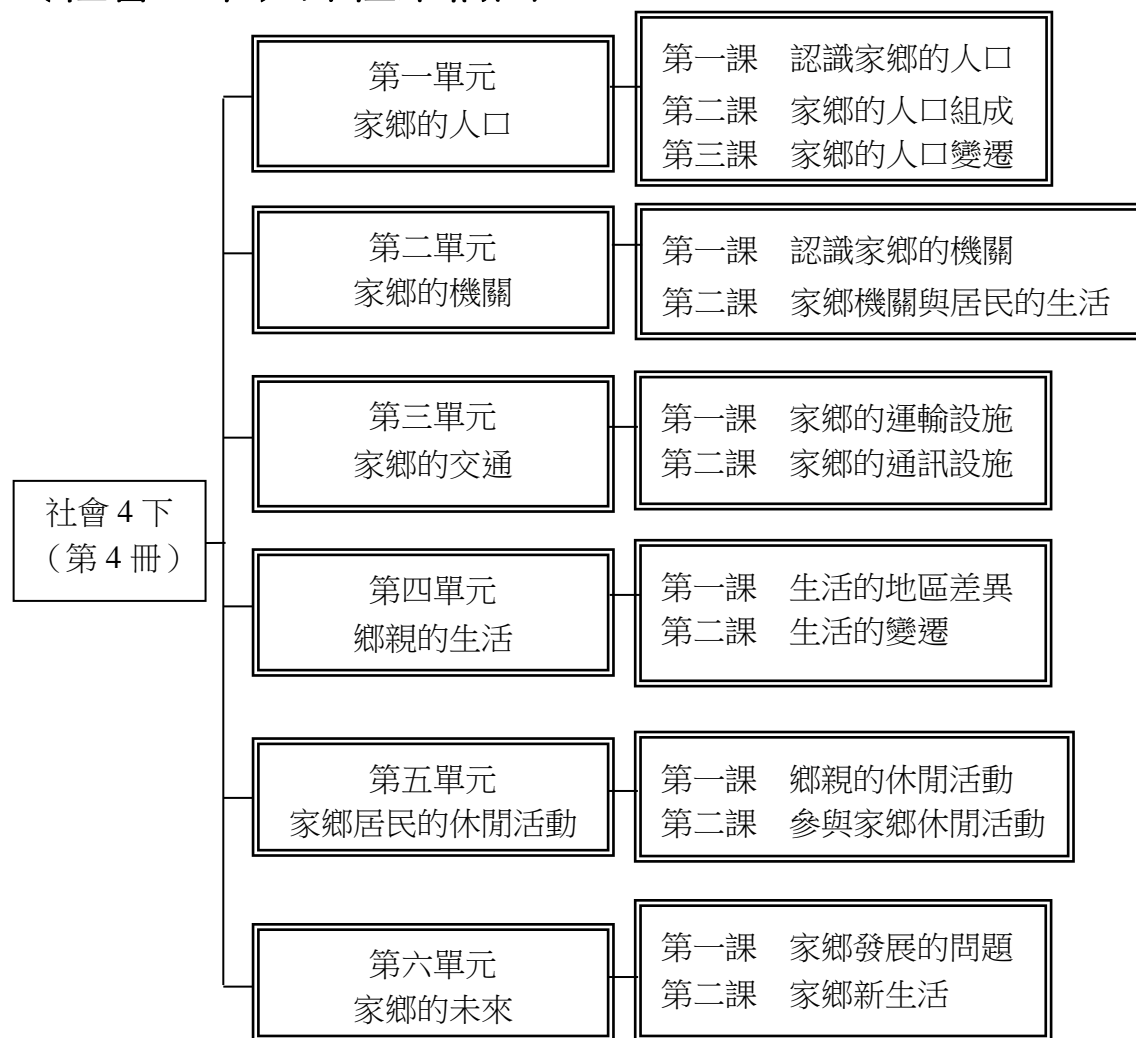 社會 4 下
（第 4 冊）
第一單元
家鄉的人口
第一課 認識家鄉的人口
第二課 家鄉的人口組成
第三課 家鄉的人口變遷
第二單元
家鄉的機關
第一課 認識家鄉的機關
第二課 家鄉機關與居民的生活
第三單元
家鄉的交通
第一課 家鄉的運輸設施
第二課 家鄉的通訊設施
第四單元
鄉親的生活
第一課 生活的地區差異
第二課 生活的變遷
第五單元
家鄉居民的休閒活動
第一課 鄉親的休閒活動
第二課 參與家鄉休閒活動
第六單元
家鄉的未來
第一課 家鄉發展的問題
第二課 家鄉新生活